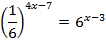 (1/6)^{4x-7} = 6^{x-3}